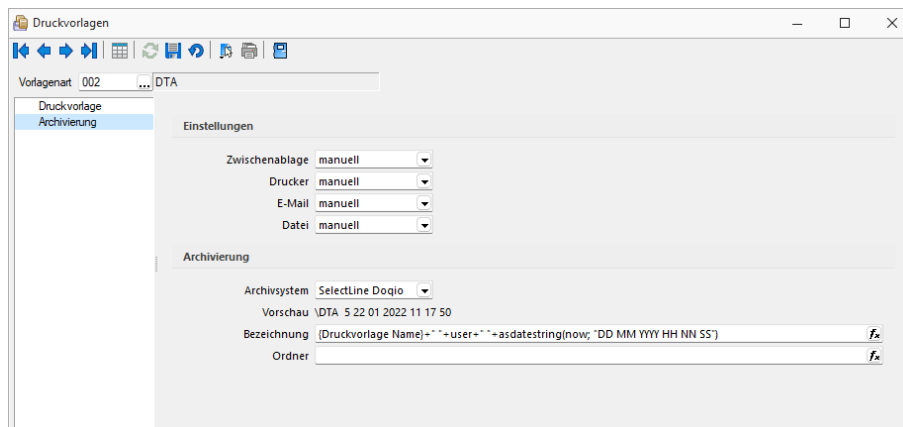 Druckvorlagen
Vorlagenart 002 ... DTA
Druckvorlage
Archivierung
Einstellungen
Zwischenablage manuell
Drucker manuell
E-Mail manuell
Datei manuell
Archivierung
Archivsystem SelectLine Doqio
Vorschau \DTA 5 22 01 2022 11 17 50
Bezeichnung {Druckvorlage Name}+" "+user+" "+asdatestring(now; "DD MM YYYY HH NN SS") fx
Ordner fx